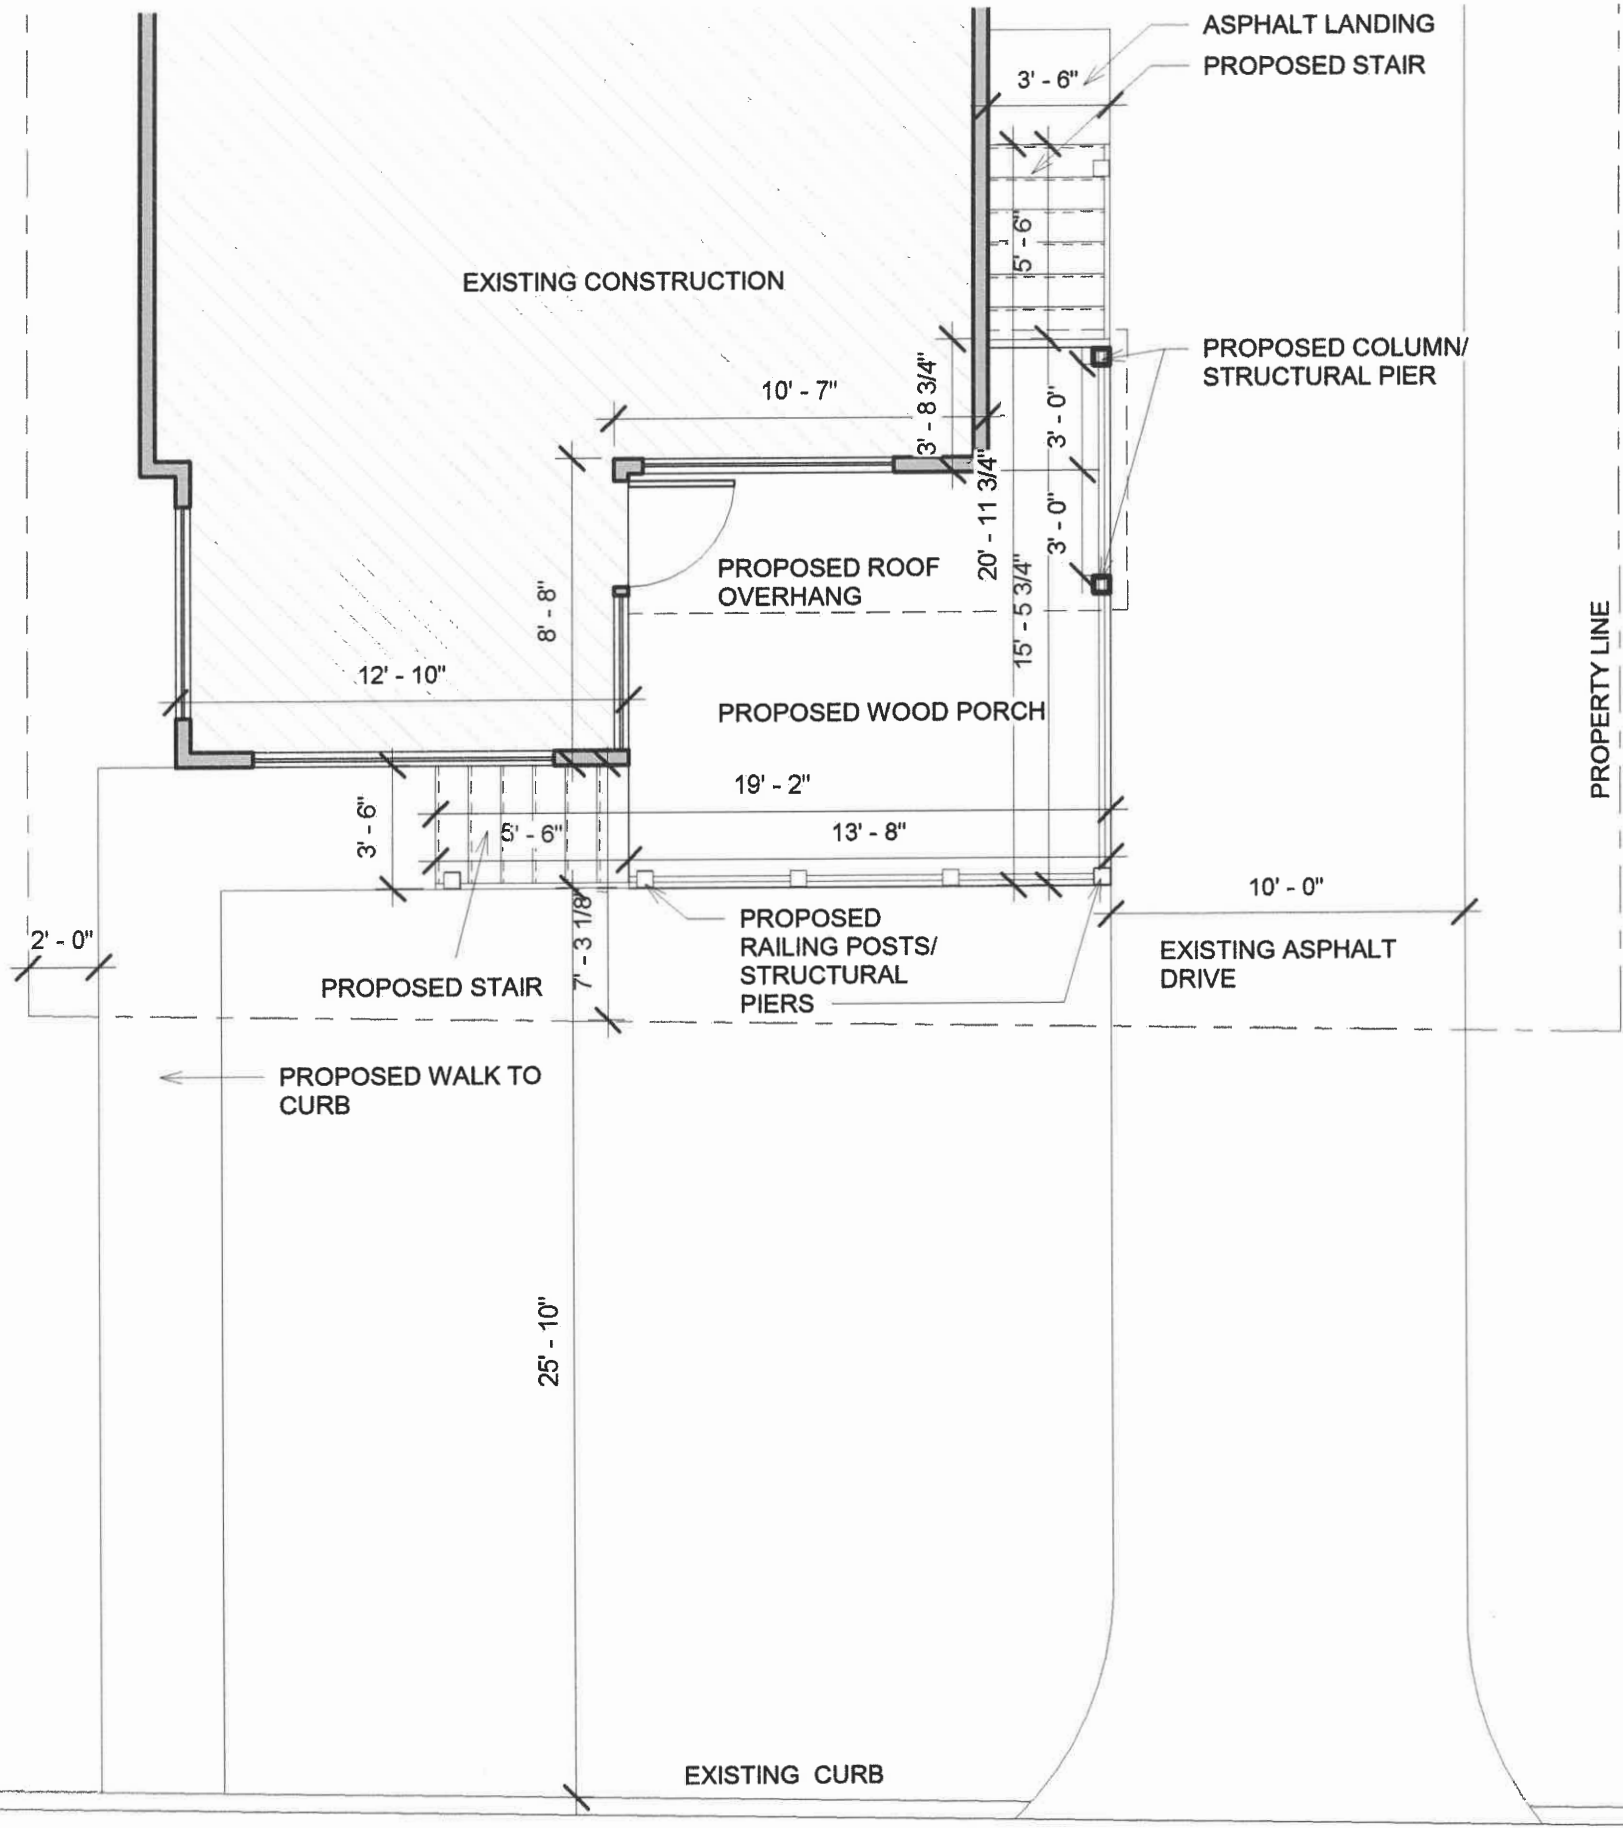 ASPHALT LANDING
PROPOSED STAIR
3' - 6"
5' - 6"
EXISTING CONSTRUCTION
PROPOSED COLUMN/
STRUCTURAL PIER
10' - 7"
3' - 8 3/4"
3' - 0"
20' - 11 3/4"
3' - 0"
PROPOSED ROOF
OVERHANG
15' - 5 3/4"
8' - 8"
12' - 10"
PROPOSED WOOD PORCH
PROPERTY LINE
19' - 2"
3' - 6"
5' - 6"
13' - 8"
10' - 0"
7' - 3 1/8"
PROPOSED
RAILING POSTS/
STRUCTURAL
PIERS
EXISTING ASPHALT
DRIVE
2' - 0"
PROPOSED STAIR
PROPOSED WALK TO
CURB
25' - 10"
EXISTING CURB